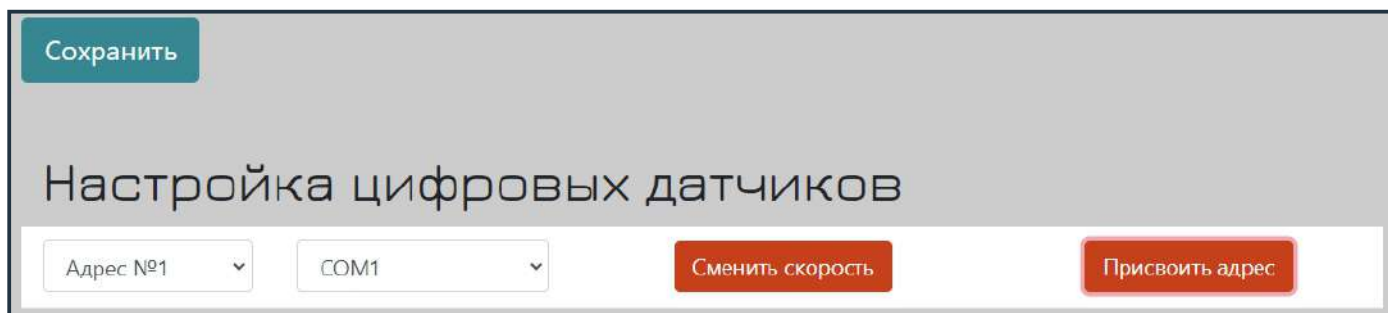 Сохранить
Настройка цифровых датчиков
Адрес №1 COM1 Сменить скорость Присвоить адрес